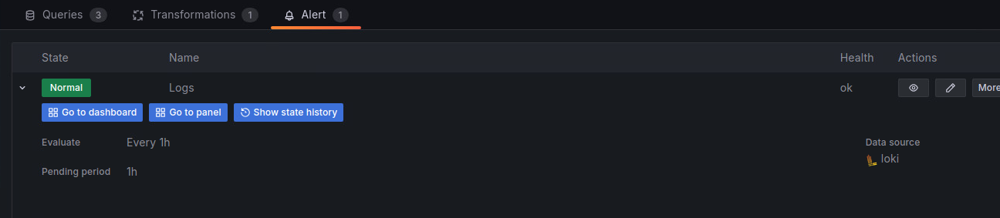 Queries 3 Transformations 1 Alert 1
State Name Health Actions
Normal Logs ok More
Go to dashboard Go to panel Show state history
Evaluate Every 1h Data source
loki
Pending period 1h